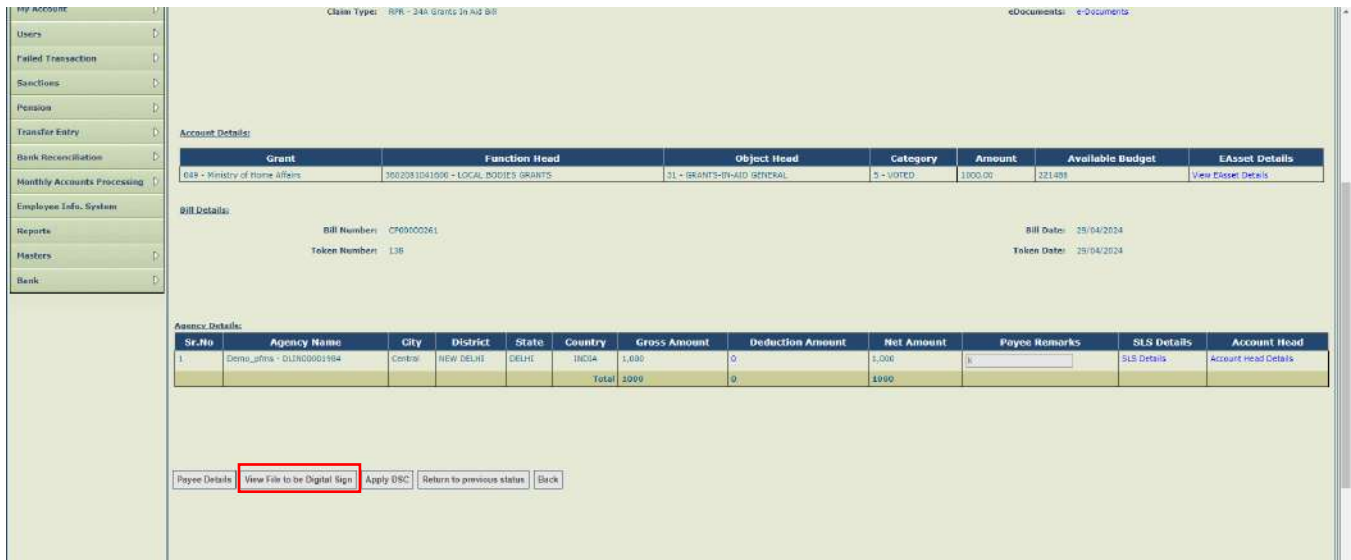 My Account
Claim Type: RPR - 24A Grants In Aid Bill
eDocuments: e-Documents
Users
Failed Transaction
Sanctions
Pension
Transfer Entry
Bank Reconciliation
Monthly Accounts Processing
Employee Info. System
Reports
Masters
Bank
Account Details:
Grant Function Head Object Head Category Amount Available Budget EAsset Details
049 - Ministry of Home Affairs - LOCAL BODIES GRANTS 31 - GRANTS-IN-AID GENERAL 5 - VOTED 1000.00 221488 View EAsset Details
Bill Details:
Bill Number: Bill Date: 29/04/2024
Token Number: 138 Token Date: 29/04/2024
Agency Details:
Sr.No Agency Name City District State Country Gross Amount Deduction Amount Net Amount Payee Remarks SLS Details Account Head
1 Demo_pfms - DLIN00001984 Central NEW DELHI DELHI INDIA 1,000 0 1,000 k SLS Details Account Head Details
Total 1000 0 1000
Payee Details View File to be Digital Sign Apply DSC Return to previous status Back